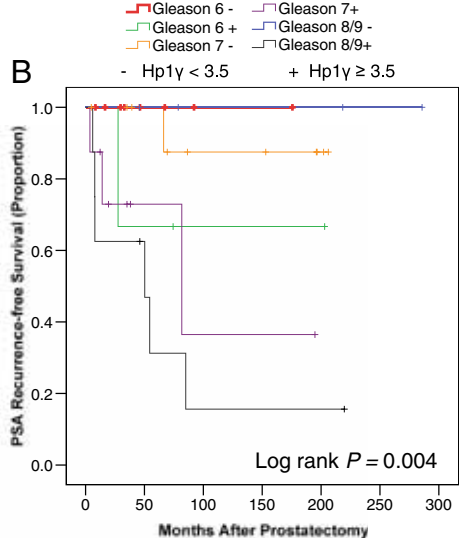 Gleason 6 - Gleason 7+
Gleason 6 + Gleason 8/9 -
Gleason 7 - Gleason 8/9+
B - Hp1γ < 3.5 + Hp1γ ≥ 3.5
PSA Recurrence-free Survival (Proportion)
1.0
0.8
0.6
0.4
0.2
0.0
Log rank P = 0.004
0 50 100 150 200 250 300
Months After Prostatectomy